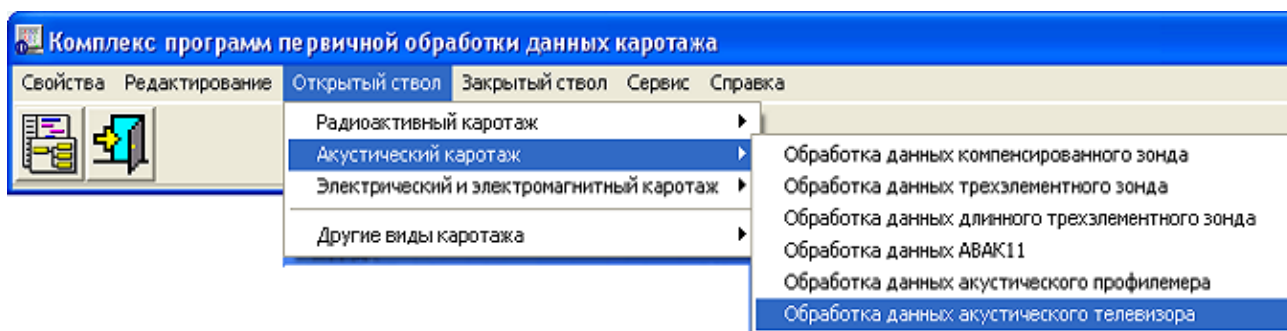 Комплекс программ первичной обработки данных каротажа
Свойства Редактирование Открытый ствол Закрытый ствол Сервис Справка
Радиоактивный каротаж
Акустический каротаж
Электрический и электромагнитный каротаж
Другие виды каротажа
Обработка данных компенсированного зонда
Обработка данных трехэлементного зонда
Обработка данных длинного трехэлементного зонда
Обработка данных АВАК11
Обработка данных акустического профилемера
Обработка данных акустического телевизора